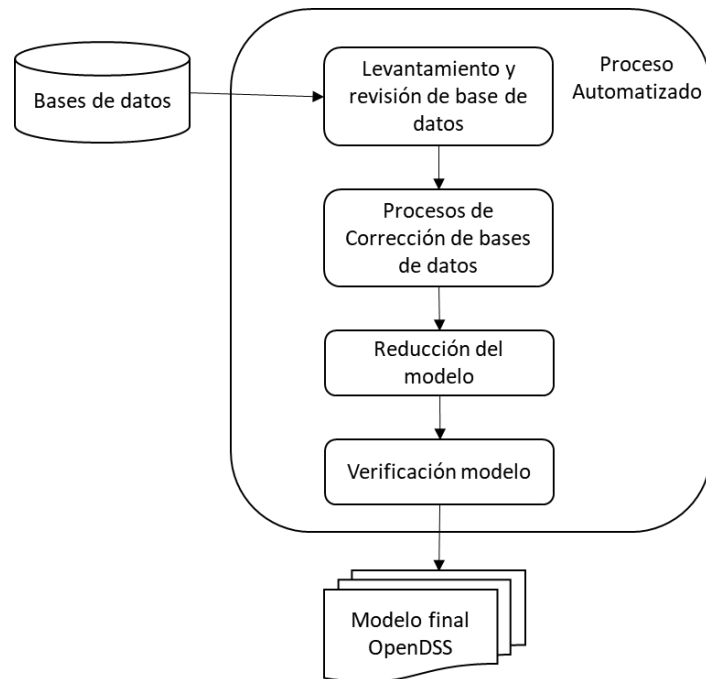 Bases de datos
Levantamiento y
revisión de base de
datos
Proceso
Automatizado
Procesos de
Corrección de bases
de datos
Reducción del
modelo
Verificación modelo
Modelo final
OpenDSS